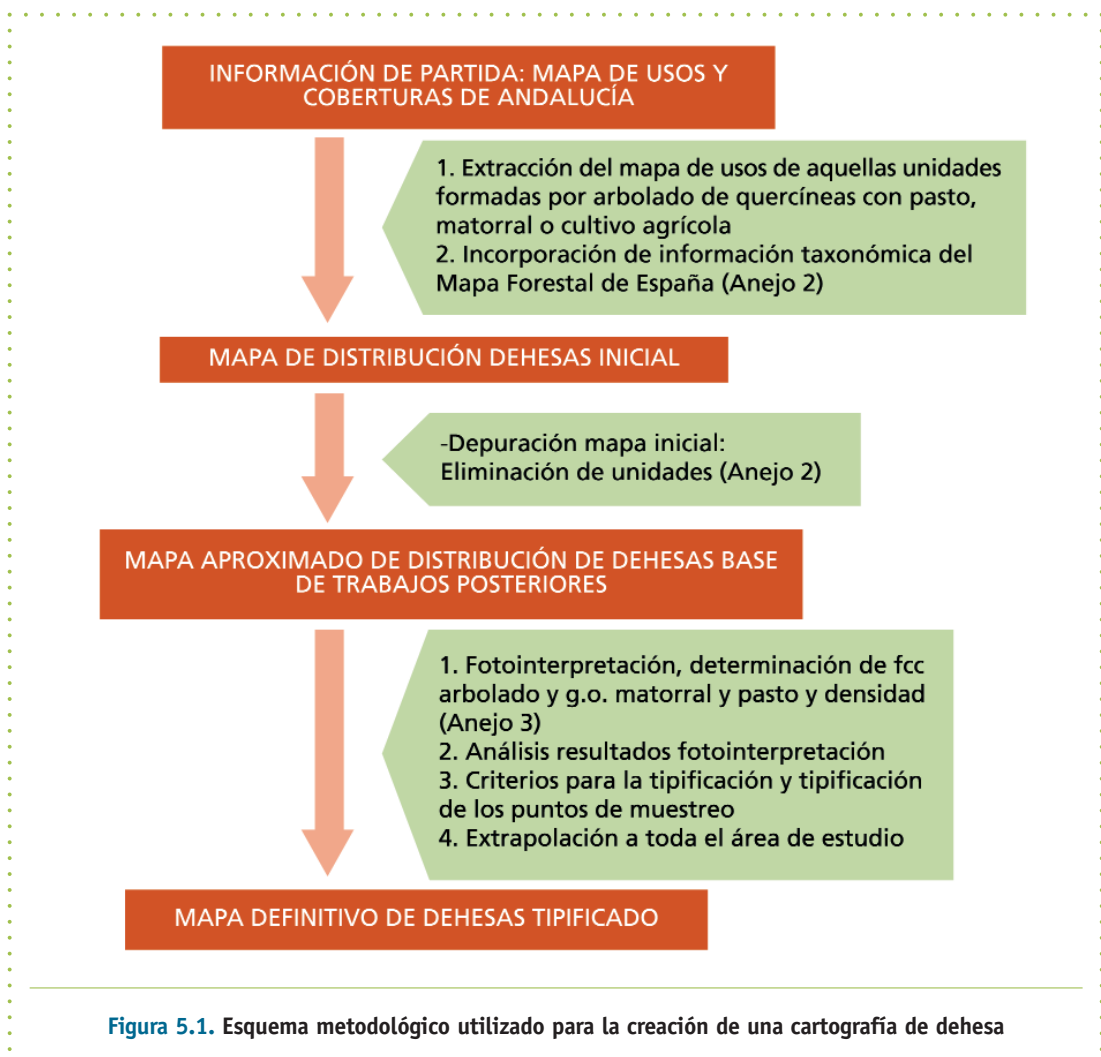 INFORMACIÓN DE PARTIDA: MAPA DE USOS Y
COBERTURAS DE ANDALUCÍA
1. Extracción del mapa de usos de aquellas unidades
formadas por arbolado de quercíneas con pasto,
matorral o cultivo agrícola
2. Incorporación de información taxonómica del
Mapa Forestal de España (Anejo 2)
MAPA DE DISTRIBUCIÓN DEHESAS INICIAL
-Depuración mapa inicial:
Eliminación de unidades (Anejo 2)
MAPA APROXIMADO DE DISTRIBUCIÓN DE DEHESAS BASE
DE TRABAJOS POSTERIORES
1. Fotointerpretación, determinación de fcc
arbolado y g.o. matorral y pasto y densidad
(Anejo 3)
2. Análisis resultados fotointerpretación
3. Criterios para la tipificación y tipificación
de los puntos de muestreo
4. Extrapolación a toda el área de estudio
MAPA DEFINITIVO DE DEHESAS TIPIFICADO
Figura 5.1. Esquema metodológico utilizado para la creación de una cartografía de dehesa